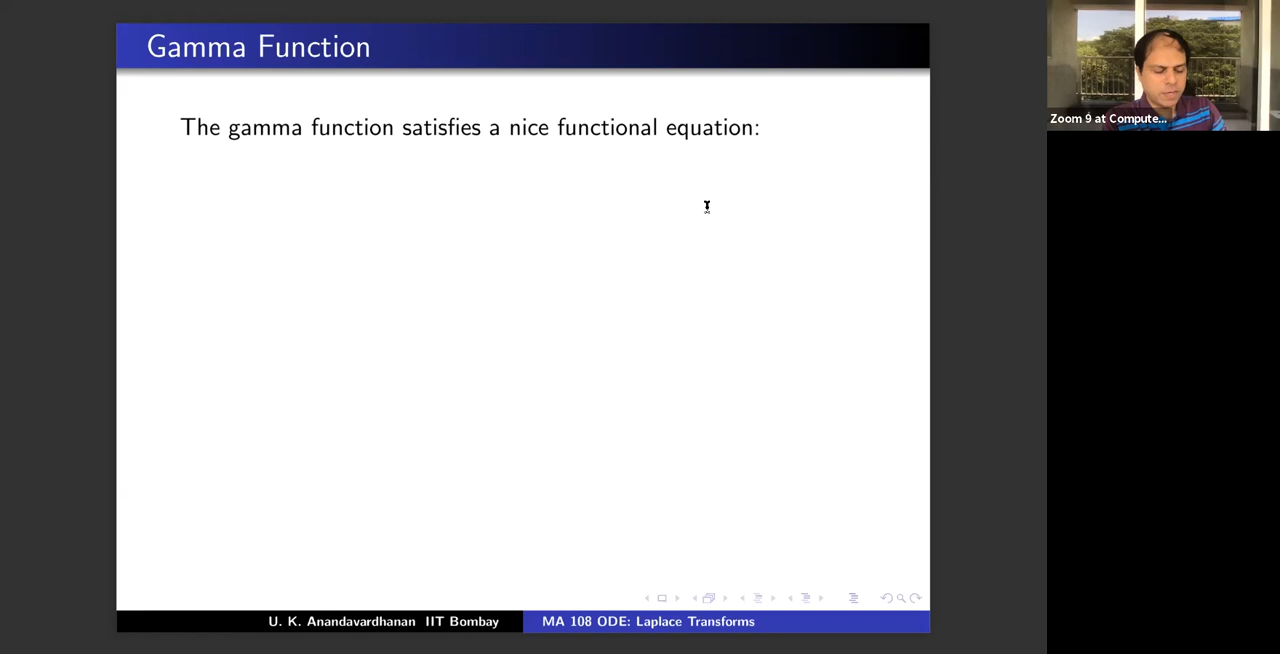 Gamma Function
The gamma function satisfies a nice functional equation:
Zoom 9 at Compute...
U. K. Anandavardhanan IIT Bombay
MA 108 ODE: Laplace Transforms